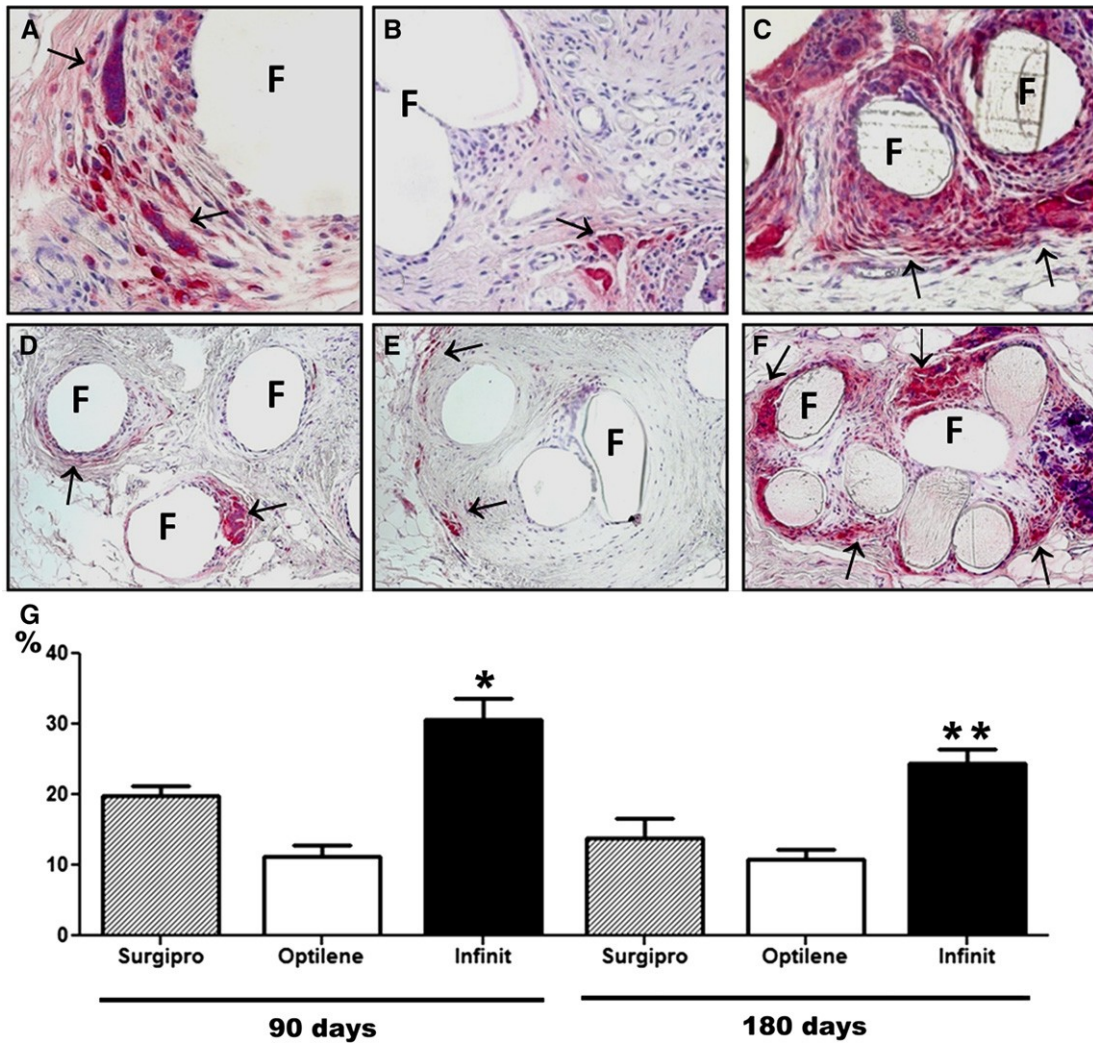 A
F
B
F
C
F
F
D
F
F
F
E
F
F
F
F
G
%
40
30
20
10
0
*
**
Surgipro Optilene Infinit Surgipro Optilene Infinit
90 days 180 days